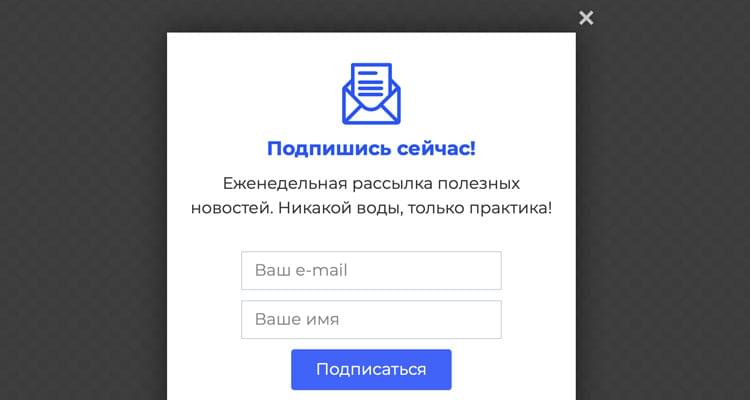 Подпишись сейчас!
Еженедельная рассылка полезных
новостей. Никакой воды, только практика!
Ваш e-mail
Ваше имя
Подписаться